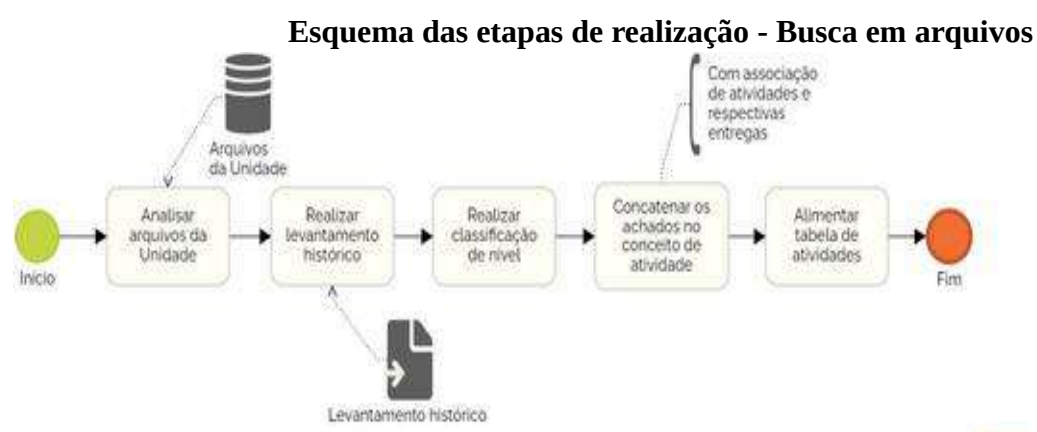 Esquema das etapas de realização - Busca em arquivos
Com associação
de atividades e
respectivas
entregas
Arquivos
da Unidade
Analisar
arquivos da
Unidade
Realizar
levantamento
histórico
Realizar
classificação
de nível
Concatenar os
achados no
conceito de
atividade
Alimentar
tabela de
atividades
Início
Fim
Levantamento histórico